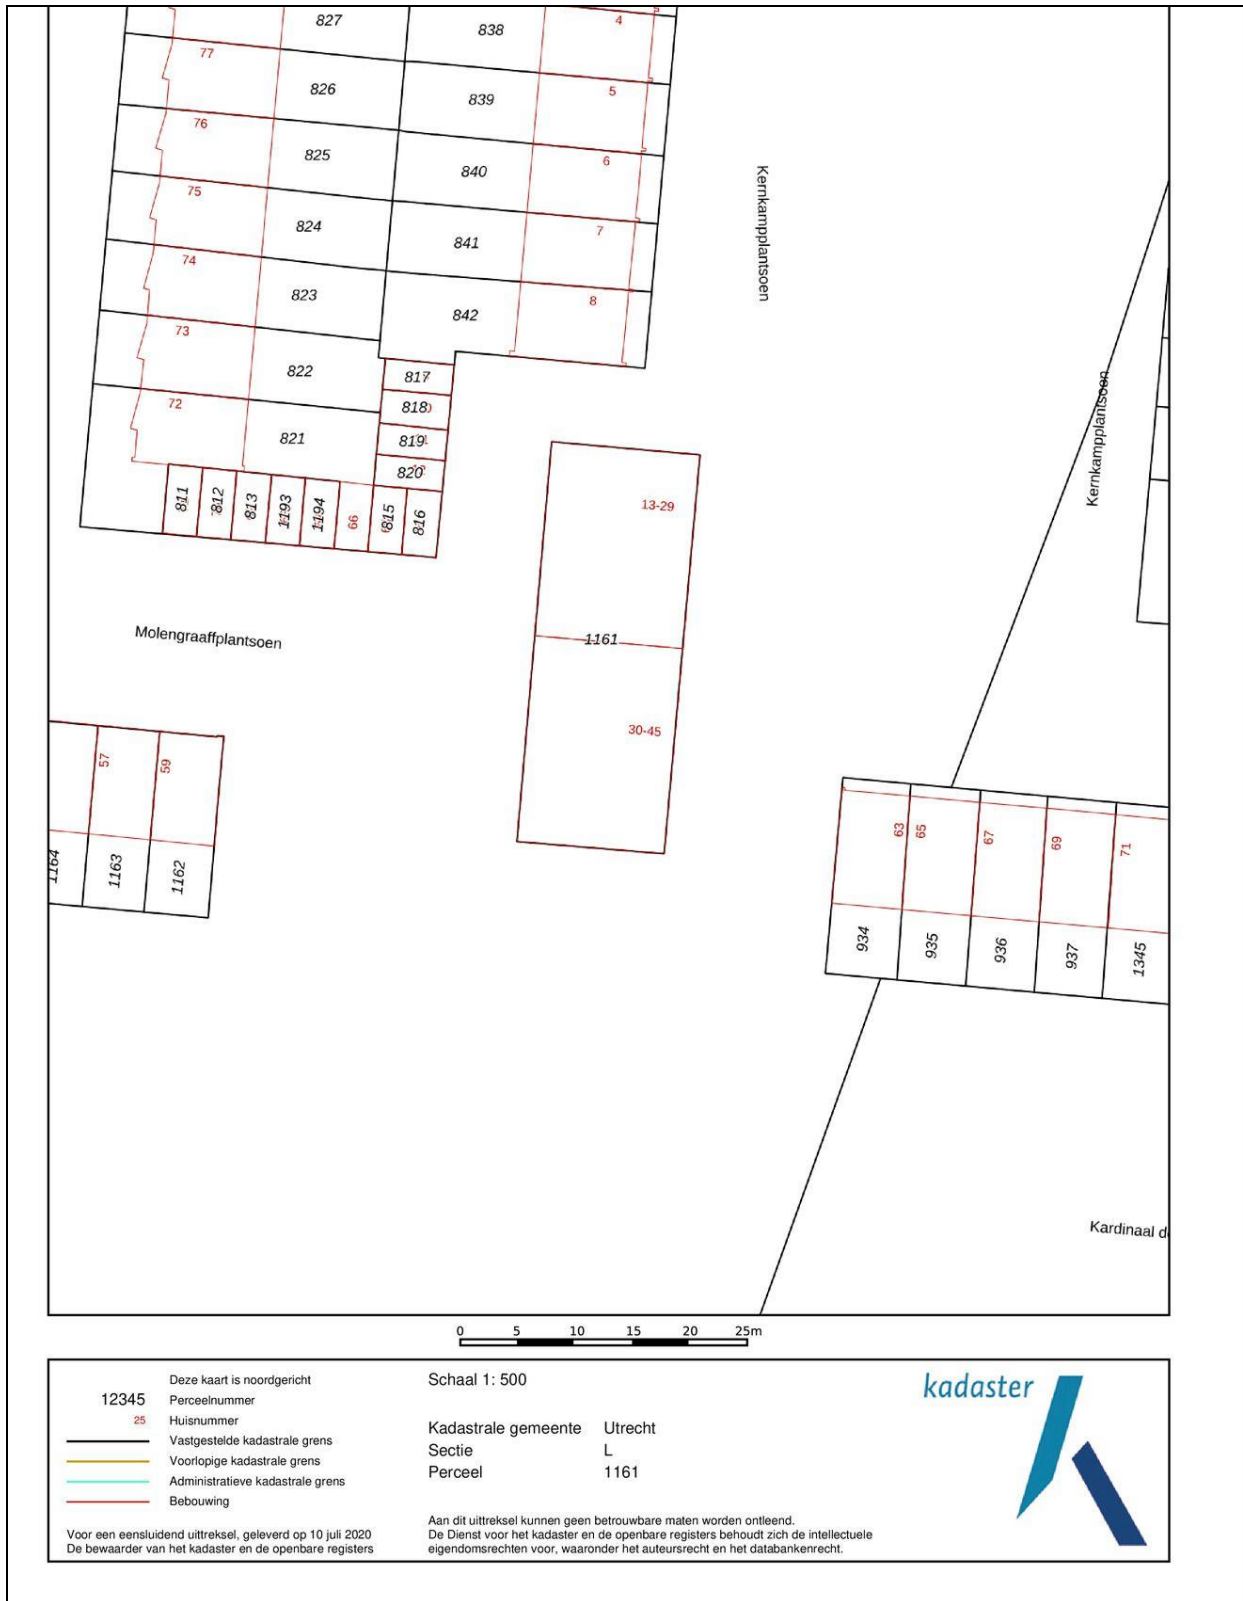 827
838
4
77
826
839
5
76
825
840
6
75
824
841
7
74
823
842
8
73
822
817
818
819
820
72
821
811
812
813
1193
1194
66
815
816
Kernkampplantsoen
Kernkampplantsoen
13-29
1161
30-45
Molengraaffplantsoen
57
59
1164
1163
1162
63
65
67
69
71
934
935
936
937
1345
Kardinaal d
0 5 10 15 20 25m
Deze kaart is noordgericht
12345 Perceelnummer
25 Huisnummer
Vastgestelde kadastrale grens
Voorlopige kadastrale grens
Administratieve kadastrale grens
Bebouwing
Voor een eensluidend uittreksel, geleverd op 10 juli 2020
De bewaarder van het kadaster en de openbare registers
Schaal 1: 500
Kadastrale gemeente Utrecht
Sectie L
Perceel 1161
Aan dit uittreksel kunnen geen betrouwbare maten worden ontleend.
De Dienst voor het kadaster en de openbare registers behoudt zich de intellectuele
eigendomsrechten voor, waaronder het auteursrecht en het databankenrecht.
kadaster